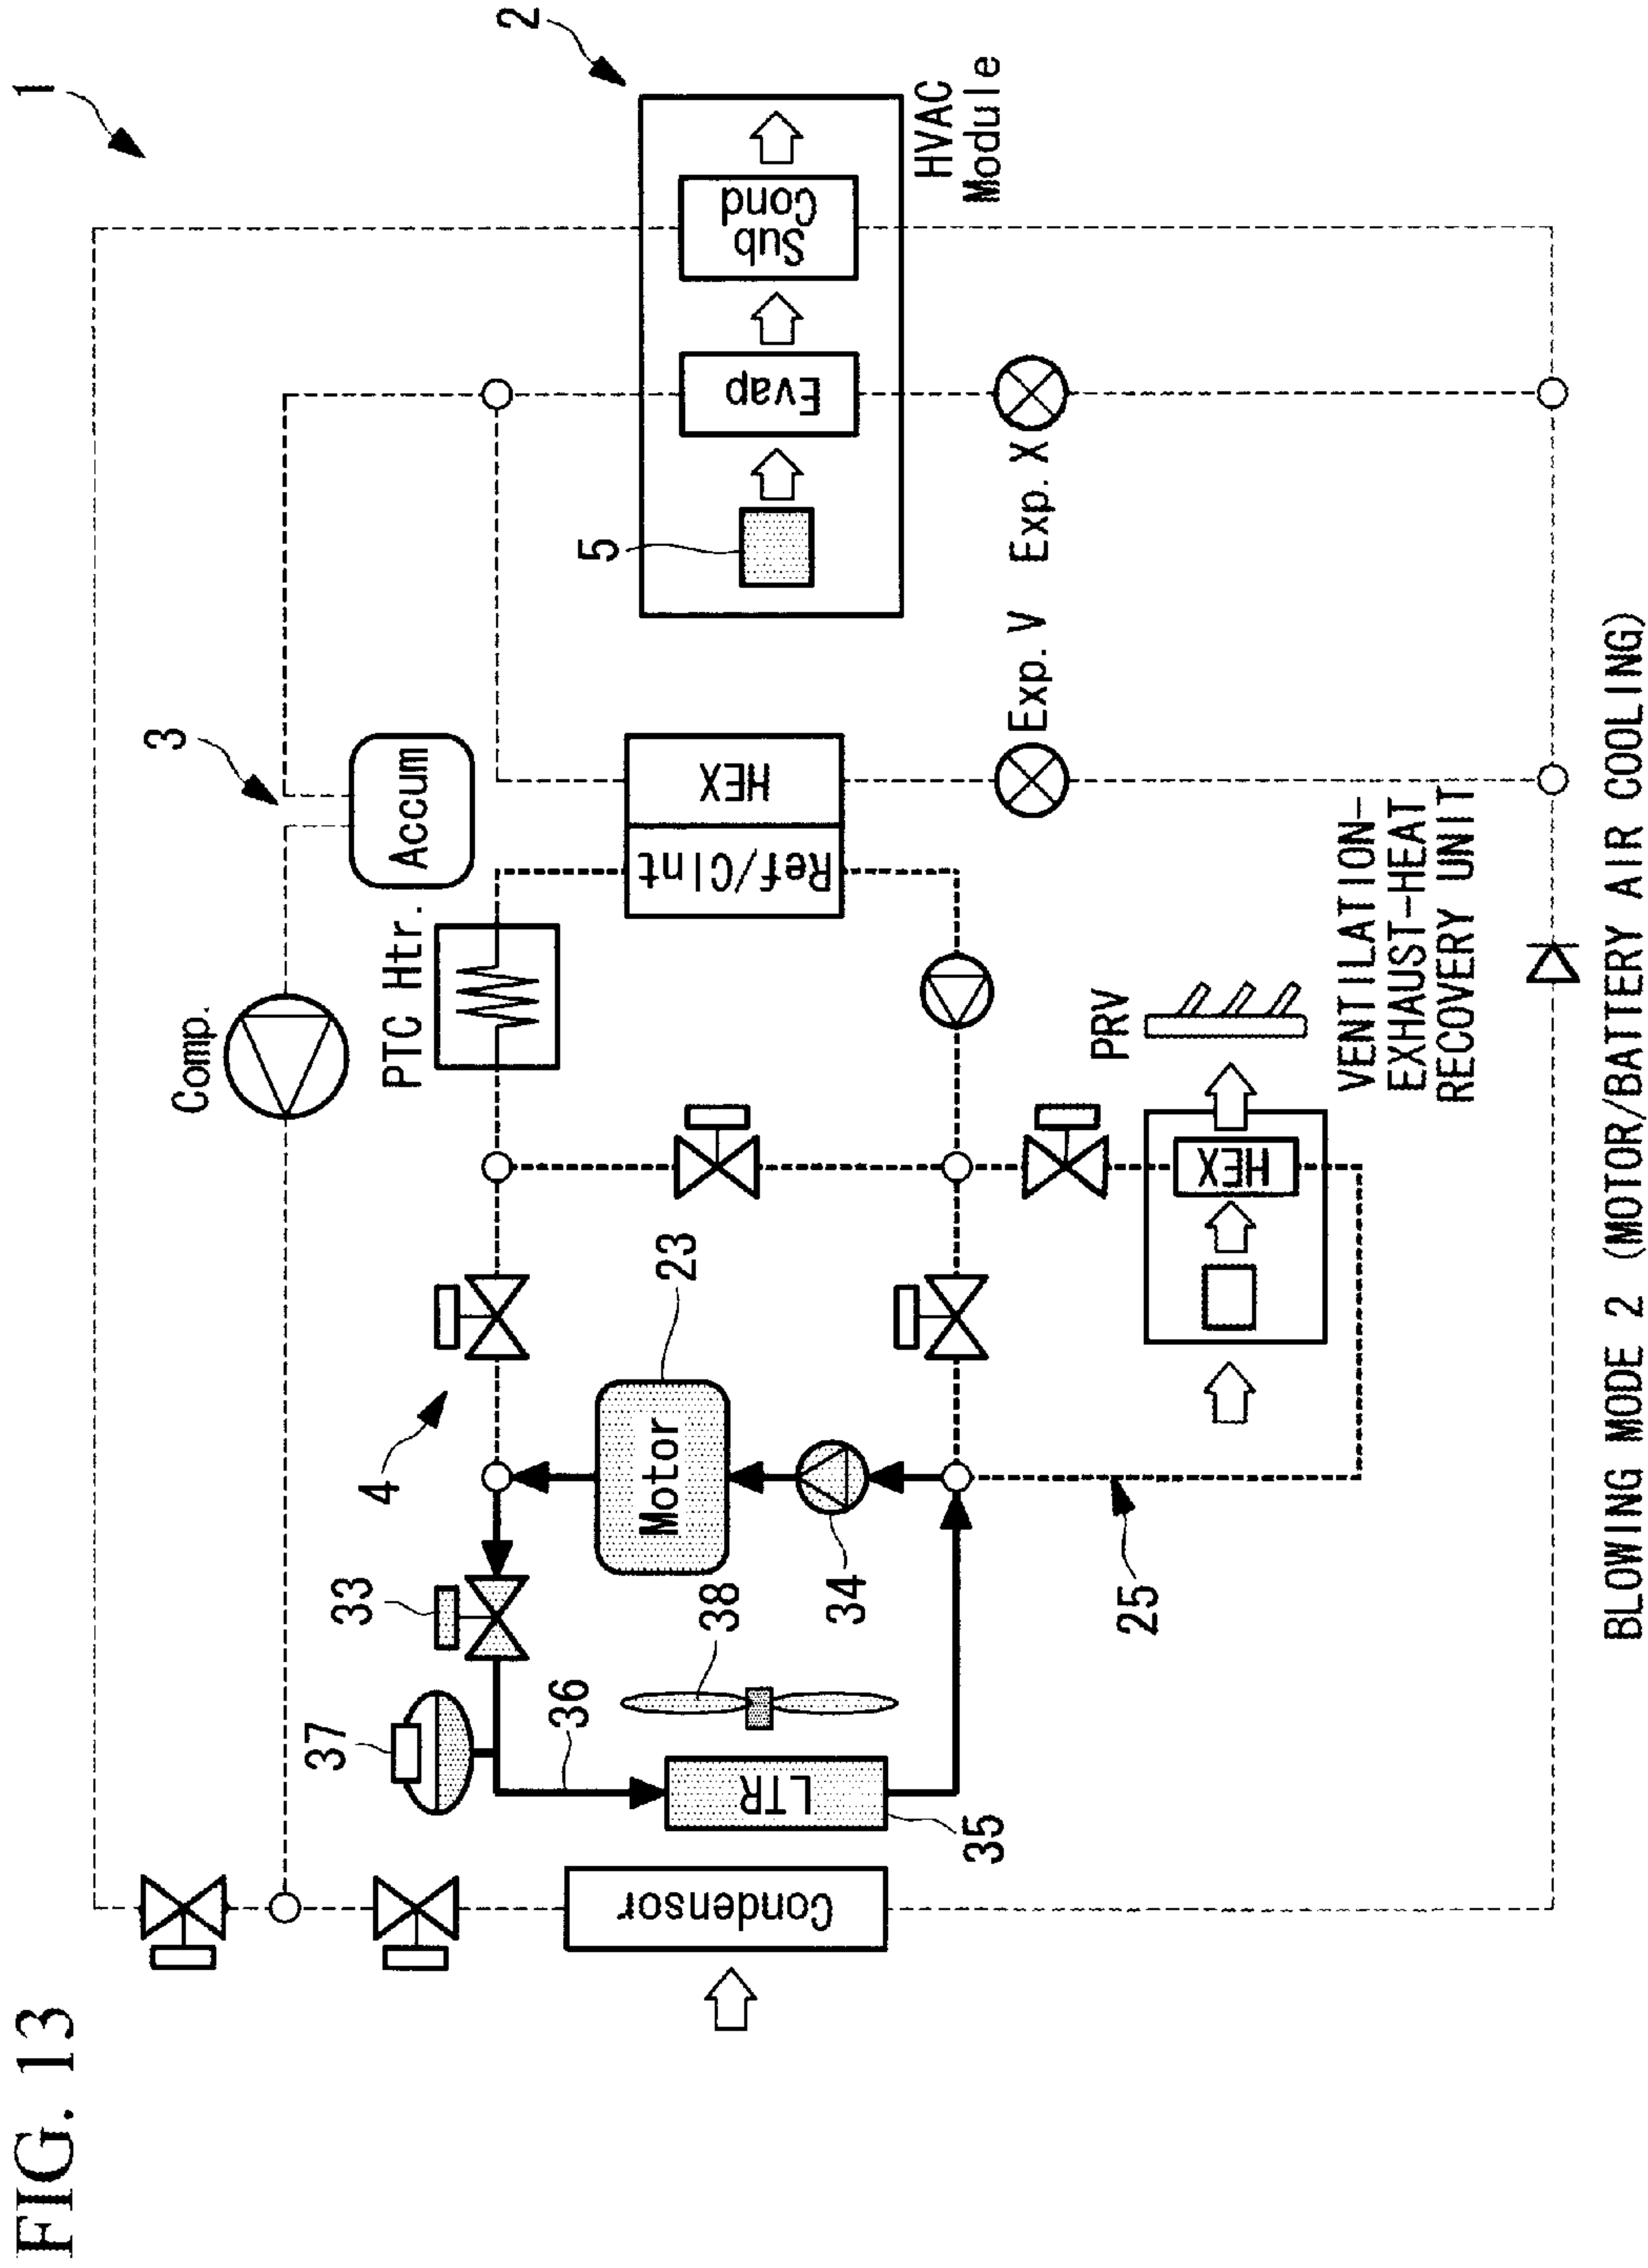 FIG. 13
1
2
3
Comp.
Accum
PTC Htr.
4
37
33
36
38
23
Motor
34
LTR
35
Condensor
Ref/Clnt
HEX
5
Evap
Sub
Cond
HVAC
Module
Exp. V
Exp. X
25
HEX
PRV
VENTILATION-
EXHAUST-HEAT
RECOVERY UNIT
BLOWING MODE 2 (MOTOR/BATTERY AIR COOLING)